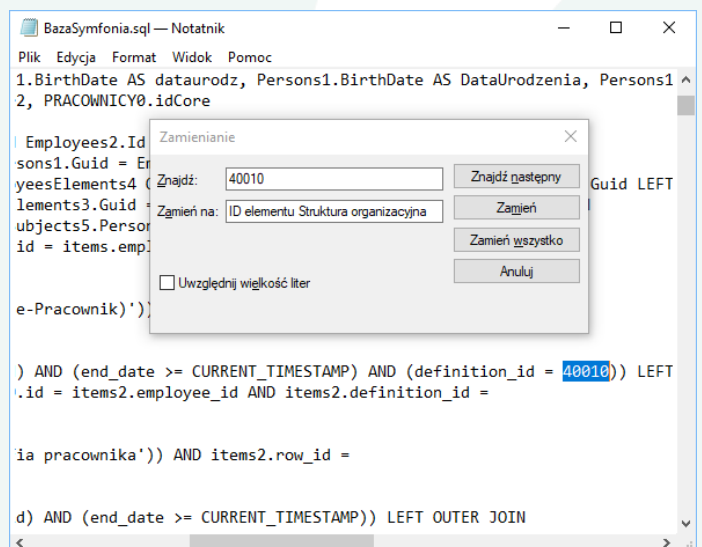 BazaSymfonia.sql — Notatnik
Plik Edycja Format Widok Pomoc
1.BirthDate AS dataurodz, Persons1.BirthDate AS DataUrodzenia, Persons1
2, PRACOWNICY0.idCore
Employees2.Id
sons1.Guid = Em
yeesElements4 Guid LEFT
lements3.Guid =
ubjects5.Person
id = items.empl
e-Pracownik)'))
Zamienianie
Znajdź: 40010
Zamień na: ID elementu Struktura organizacyjna
Uwzględnij wielkość liter
Znajdź następny
Zamień
Zamień wszystko
Anuluj
) AND (end_date >= CURRENT_TIMESTAMP) AND (definition_id = 40010)) LEFT
.id = items2.employee_id AND items2.definition_id =
ia pracownika')) AND items2.row_id =
d) AND (end_date >= CURRENT_TIMESTAMP)) LEFT OUTER JOIN